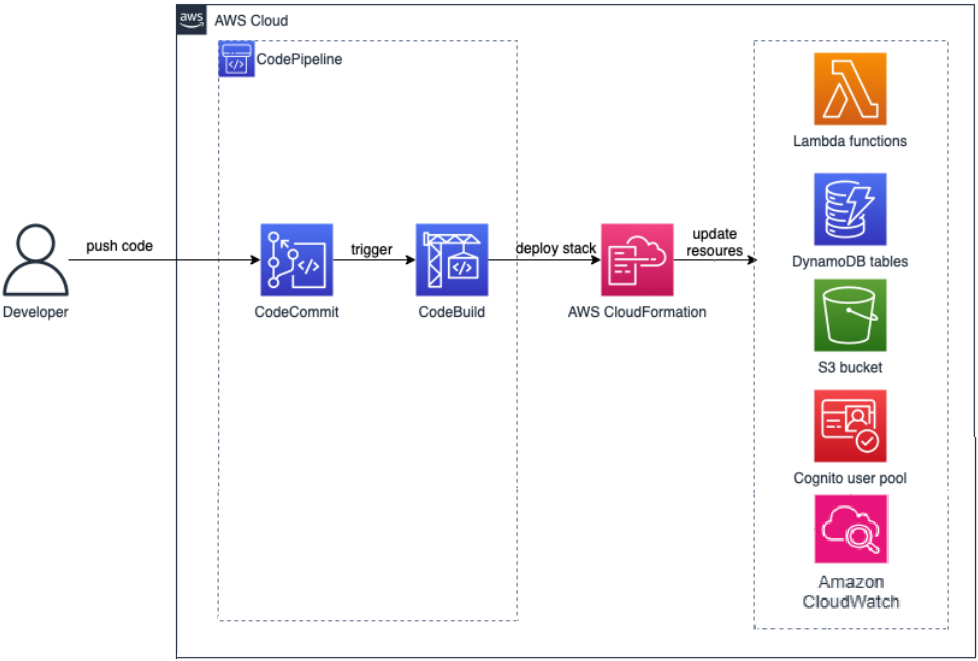 aws
AWS Cloud
CodePipeline
Lambda functions
DynamoDB tables
push code
trigger
deploy stack
update
resoures
Developer
CodeCommit
CodeBuild
AWS CloudFormation
S3 bucket
Cognito user pool
Amazon
CloudWatch